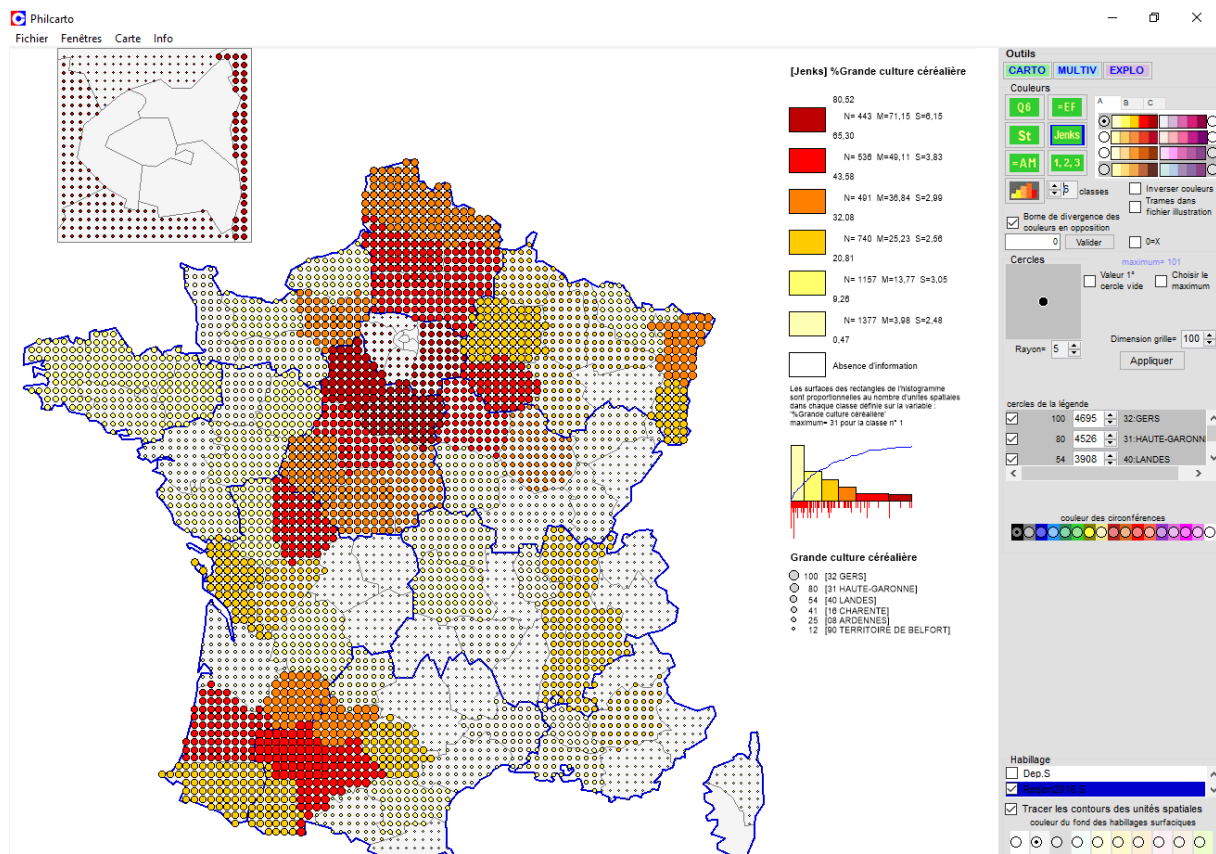 Philcarto
Fichier Fenêtres Carte Info
[Jenks] %Grande culture céréalière
80,52
N= 443 M=71,15 S=6,15
65,30
N= 536 M=49,11 S=3,83
43,58
N= 491 M=36,84 S=2,99
32,08
N= 740 M=25,23 S=2,56
20,81
N= 1157 M=13,77 S=3,05
9,26
N= 1377 M=3,98 S=2,48
0,47
Absence d'information
Les surfaces des rectangles de l'histogramme
sont proportionnelles au nombre d'unités spatiales
dans chaque classe définie sur la variable :
'%Grande culture céréalière'
maximum= 31 pour la classe n° 1
Grande culture céréalière
100 [32 GERS]
80 [31 HAUTE-GARONNE]
54 [40 LANDES]
41 [16 CHARENTE]
25 [08 ARDENNES]
12 [90 TERRITOIRE DE BELFORT]
Outils
CARTO MULTIV EXPLO
Couleurs
A B C
Q6 =EF
St Jenks
=AM 1,2,3
6 classes
Inverser couleurs
Trames dans
fichier illustration
Borne de divergence des
couleurs en opposition
0 Valider 0=X
Cercles
maximum= 101
Valeur 1°
cercle vide
Choisir le
maximum
Rayon= 5
Dimension grille= 100
Appliquer
cercles de la légende
100 4695 32:GERS
80 4526 31:HAUTE-GARONN
54 3908 40:LANDES
couleur des circonférences
Habillage
Dep.S
Region2016.S
Tracer les contours des unités spatiales
couleur du fond des habillages surfaciques